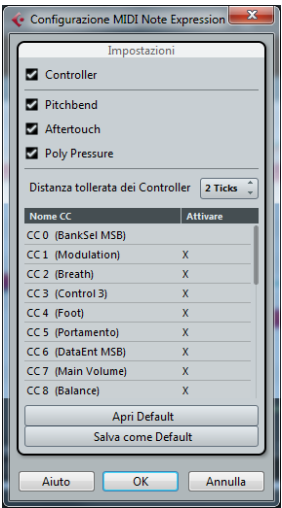 Configurazione MIDI Note Expression
Impostazioni
Controller
Pitchbend
Aftertouch
Poly Pressure
Distanza tollerata dei Controller 2 Ticks
Nome CC Attivare
CC 0 (BankSel MSB)
CC 1 (Modulation) X
CC 2 (Breath) X
CC 3 (Control 3) X
CC 4 (Foot) X
CC 5 (Portamento) X
CC 6 (DataEnt MSB) X
CC 7 (Main Volume) X
CC 8 (Balance) X
Apri Default
Salva come Default
Aiuto OK Annulla